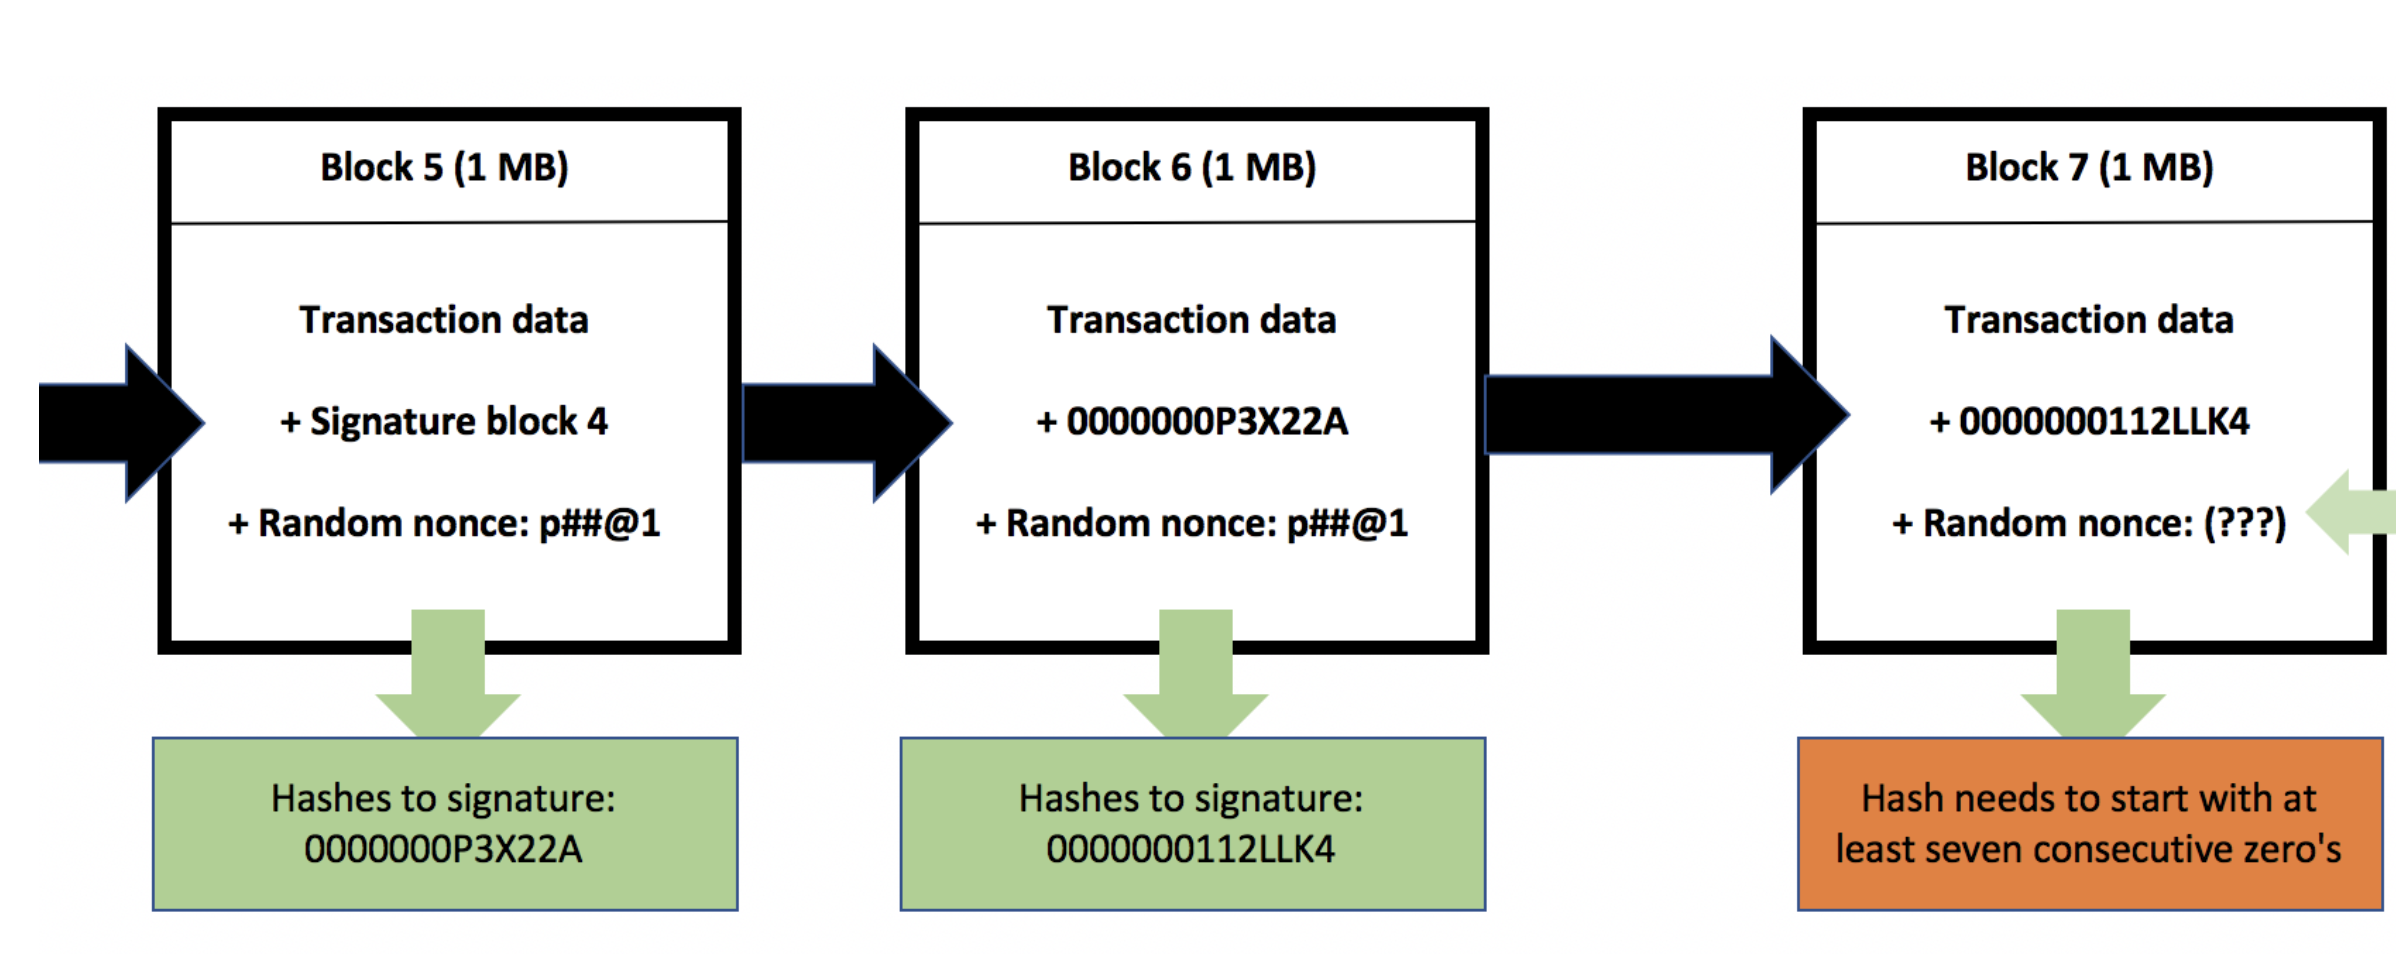 Block 5 (1 MB)
Transaction data
+ Signature block 4
+ Random nonce: p##@1
Hashes to signature:
0000000P3X22A
Block 6 (1 MB)
Transaction data
+ 0000000P3X22A
+ Random nonce: p##@1
Hashes to signature:
0000000112LLK4
Block 7 (1 MB)
Transaction data
+ 0000000112LLK4
+ Random nonce: (???)
Hash needs to start with at
least seven consecutive zero's